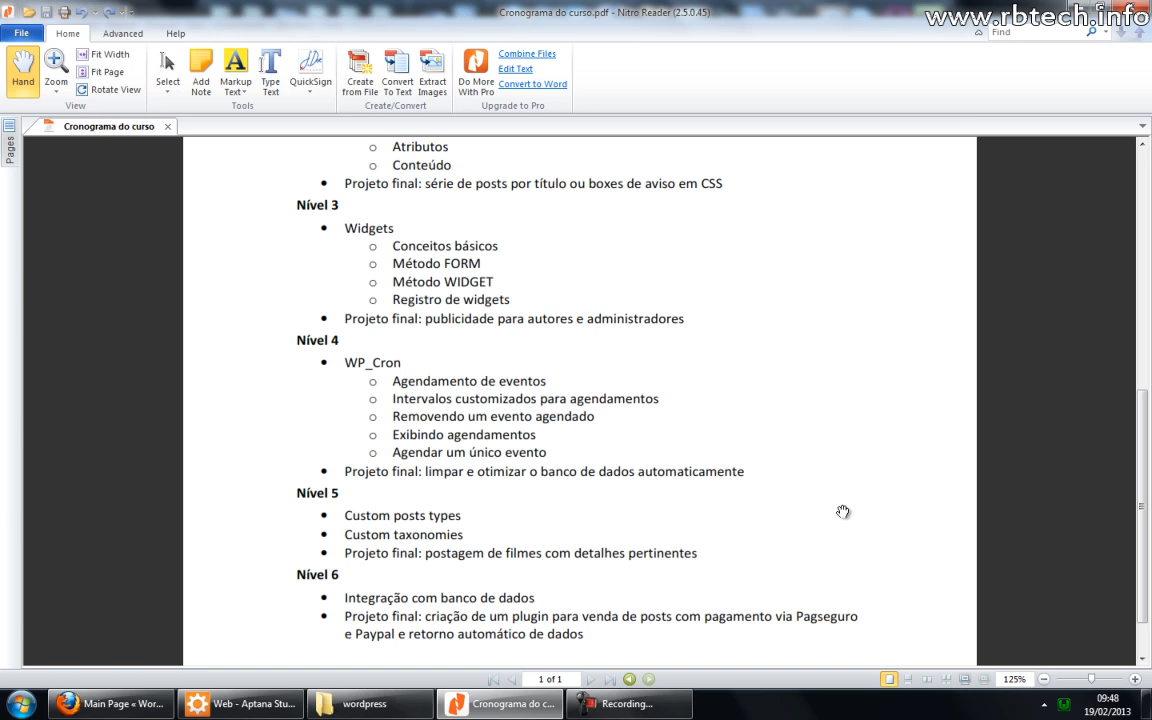 Cronograma do curso.pdf - Nitro Reader (2.5.0.45)
www.rbtech.info
File
Home
Advanced
Help
Find
Hand
Zoom
Fit Width
Fit Page
Rotate View
View
Select
Add Note
Markup Text
Type Text
QuickSign
Tools
Create from File
Convert To Text
Extract Images
Create/Convert
Do More With Pro
Combine Files
Edit Text
Convert to Word
Upgrade to Pro
Cronograma do curso
Pages
o Atributos
o Conteúdo
• Projeto final: série de posts por título ou boxes de aviso em CSS
Nível 3
• Widgets
o Conceitos básicos
o Método FORM
o Método WIDGET
o Registro de widgets
• Projeto final: publicidade para autores e administradores
Nível 4
• WP_Cron
o Agendamento de eventos
o Intervalos customizados para agendamentos
o Removendo um evento agendado
o Exibindo agendamentos
o Agendar um único evento
• Projeto final: limpar e otimizar o banco de dados automaticamente
Nível 5
• Custom posts types
• Custom taxonomies
• Projeto final: postagem de filmes com detalhes pertinentes
Nível 6
• Integração com banco de dados
• Projeto final: criação de um plugin para venda de posts com pagamento via Pagseguro
e Paypal e retorno automático de dados
1 of 1
125%
Main Page « Wor...
Web - Aptana Stu...
wordpress
Cronograma do c...
Recording...
09:48
19/02/2013